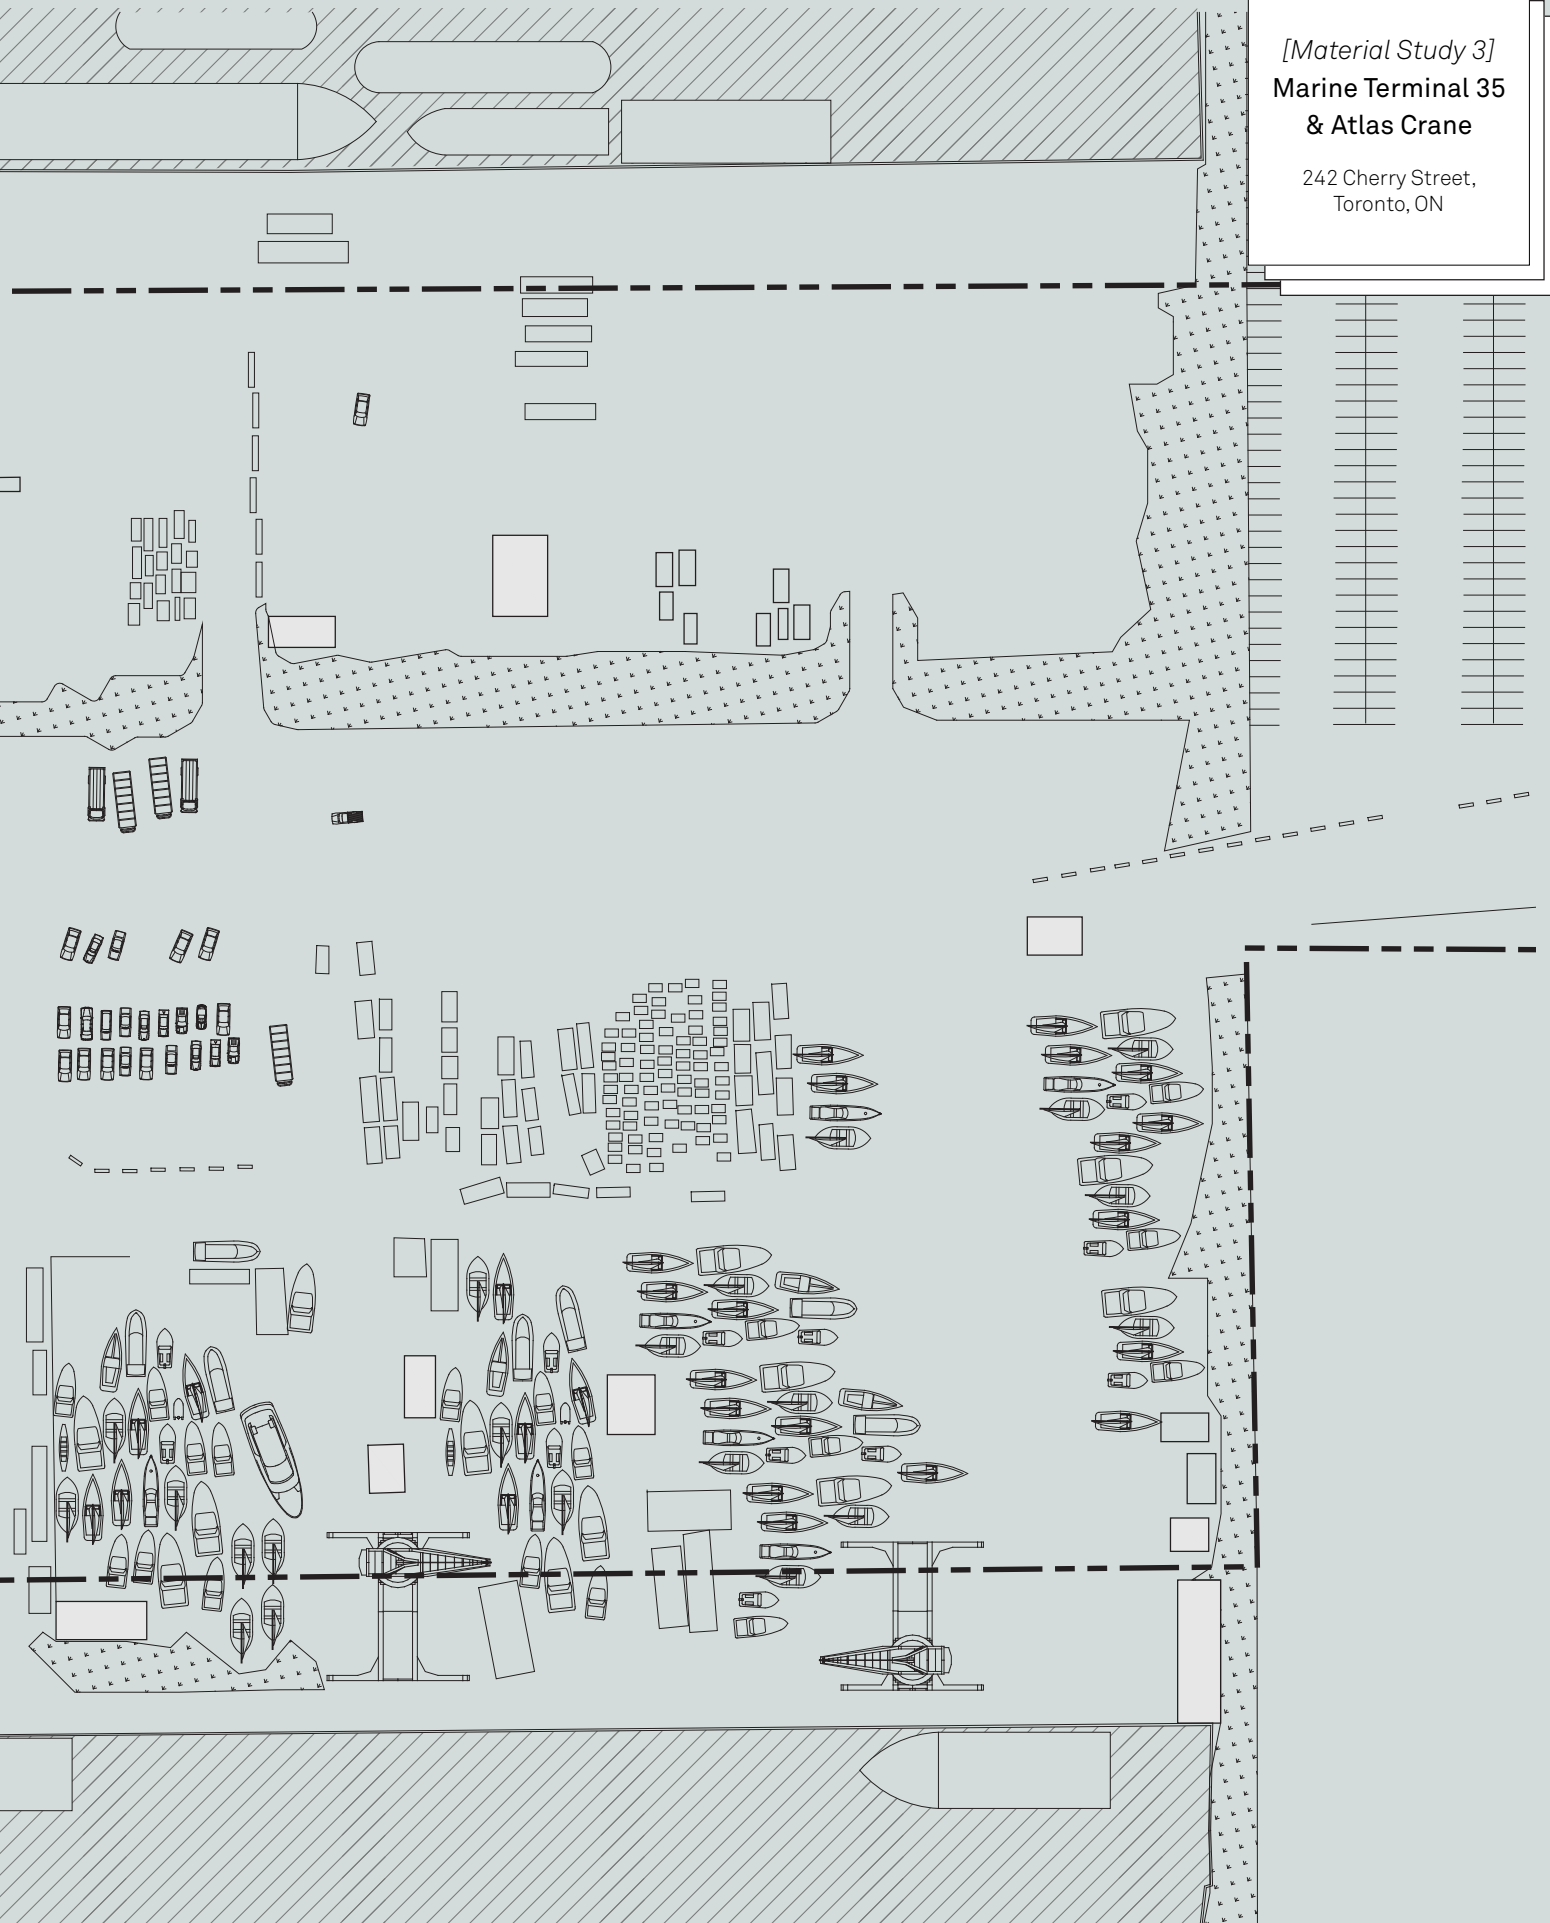 [Material Study 3]
Marine Terminal 35
& Atlas Crane
242 Cherry Street,
Toronto, ON